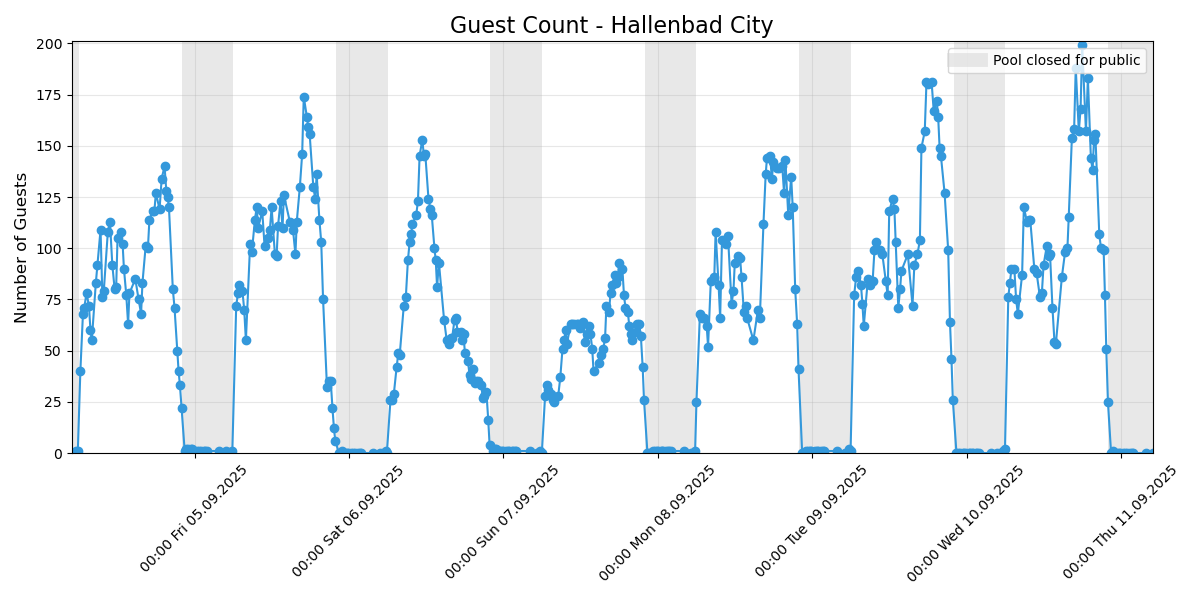 Guest Count - Hallenbad City
Number of Guests
200
175
150
125
100
75
50
25
0
Pool closed for public
00:00 Fri 05.09.2025
00:00 Sat 06.09.2025
00:00 Sun 07.09.2025
00:00 Mon 08.09.2025
00:00 Tue 09.09.2025
00:00 Wed 10.09.2025
00:00 Thu 11.09.2025